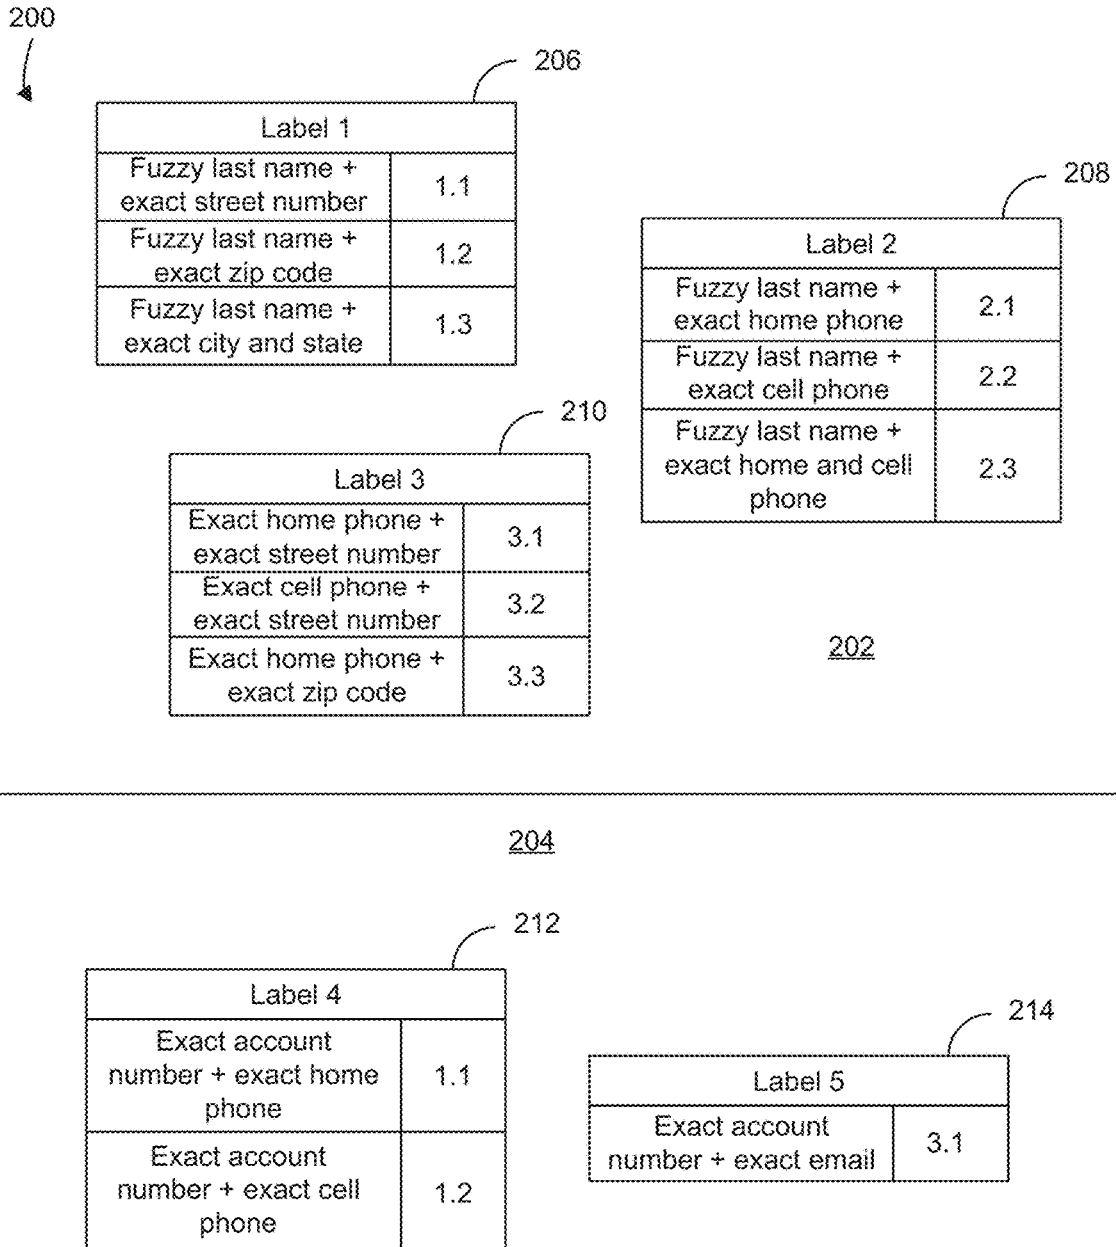 200
206
Label 1
Fuzzy last name +
exact street number
1.1
Fuzzy last name +
exact zip code
1.2
Fuzzy last name +
exact city and state
1.3
208
Label 2
Fuzzy last name +
exact home phone
2.1
Fuzzy last name +
exact cell phone
2.2
Fuzzy last name +
exact home and cell
phone
2.3
210
Label 3
Exact home phone +
exact street number
3.1
Exact cell phone +
exact street number
3.2
Exact home phone +
exact zip code
3.3
202
204
212
Label 4
Exact account
number + exact home
phone
1.1
Exact account
number + exact cell
phone
1.2
214
Label 5
Exact account
number + exact email
3.1